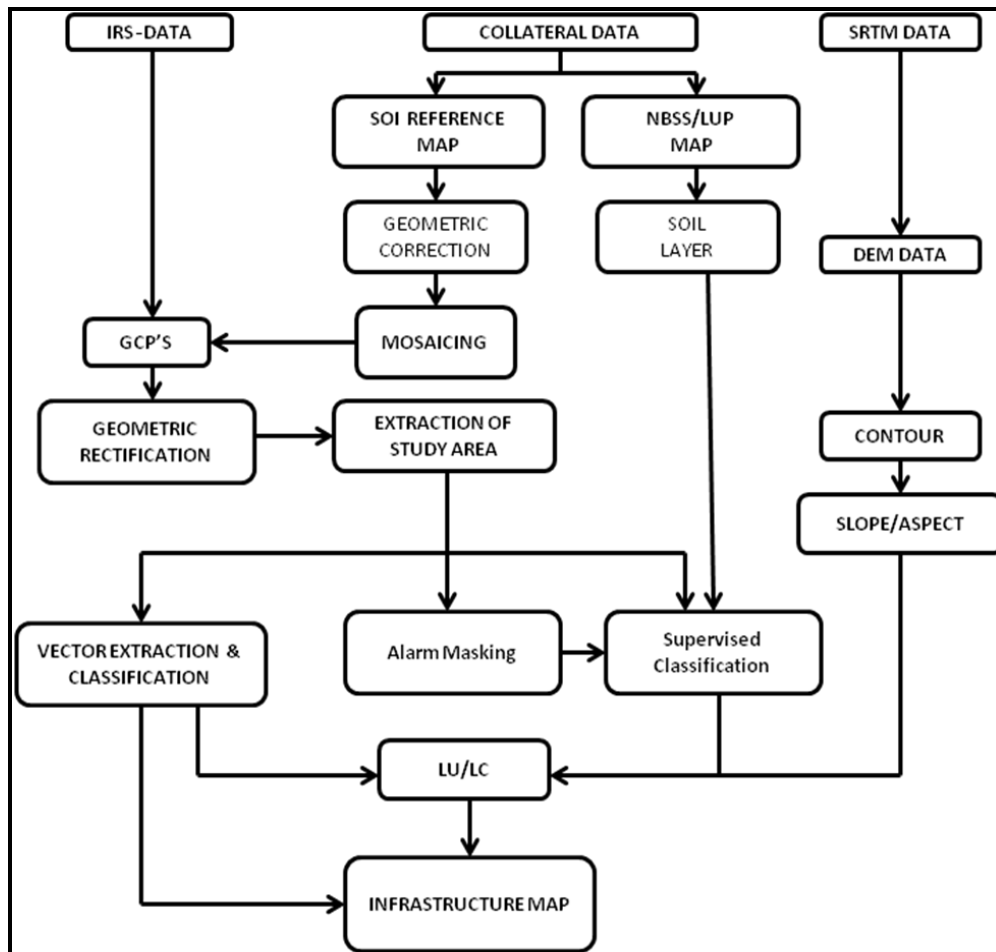 IRS-DATA
COLLATERAL DATA
SRTM DATA
SOI REFERENCE
MAP
NBSS/LUP
MAP
GEOMETRIC
CORRECTION
SOIL
LAYER
DEM DATA
GCP'S
MOSAICING
GEOMETRIC
RECTIFICATION
EXTRACTION OF
STUDY AREA
CONTOUR
SLOPE/ASPECT
VECTOR EXTRACTION &
CLASSIFICATION
Alarm Masking
Supervised
Classification
LU/LC
INFRASTRUCTURE MAP